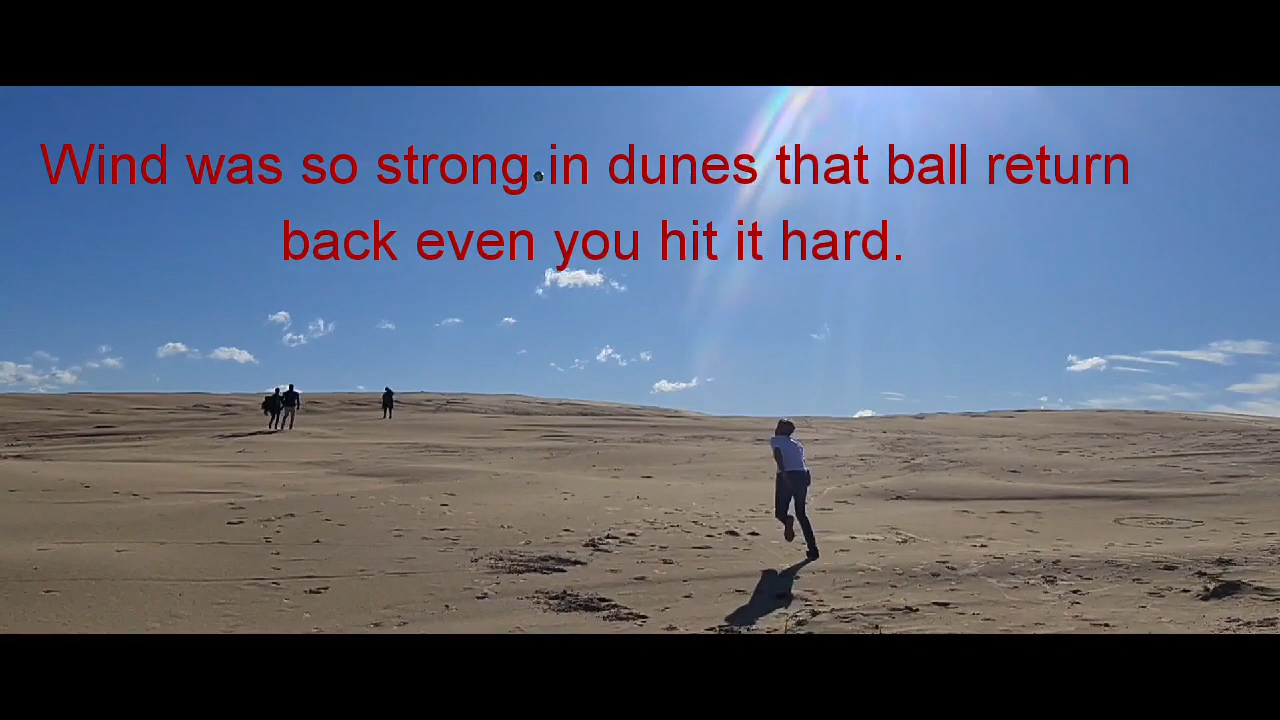 Wind was so strong in dunes that ball return
back even you hit it hard.